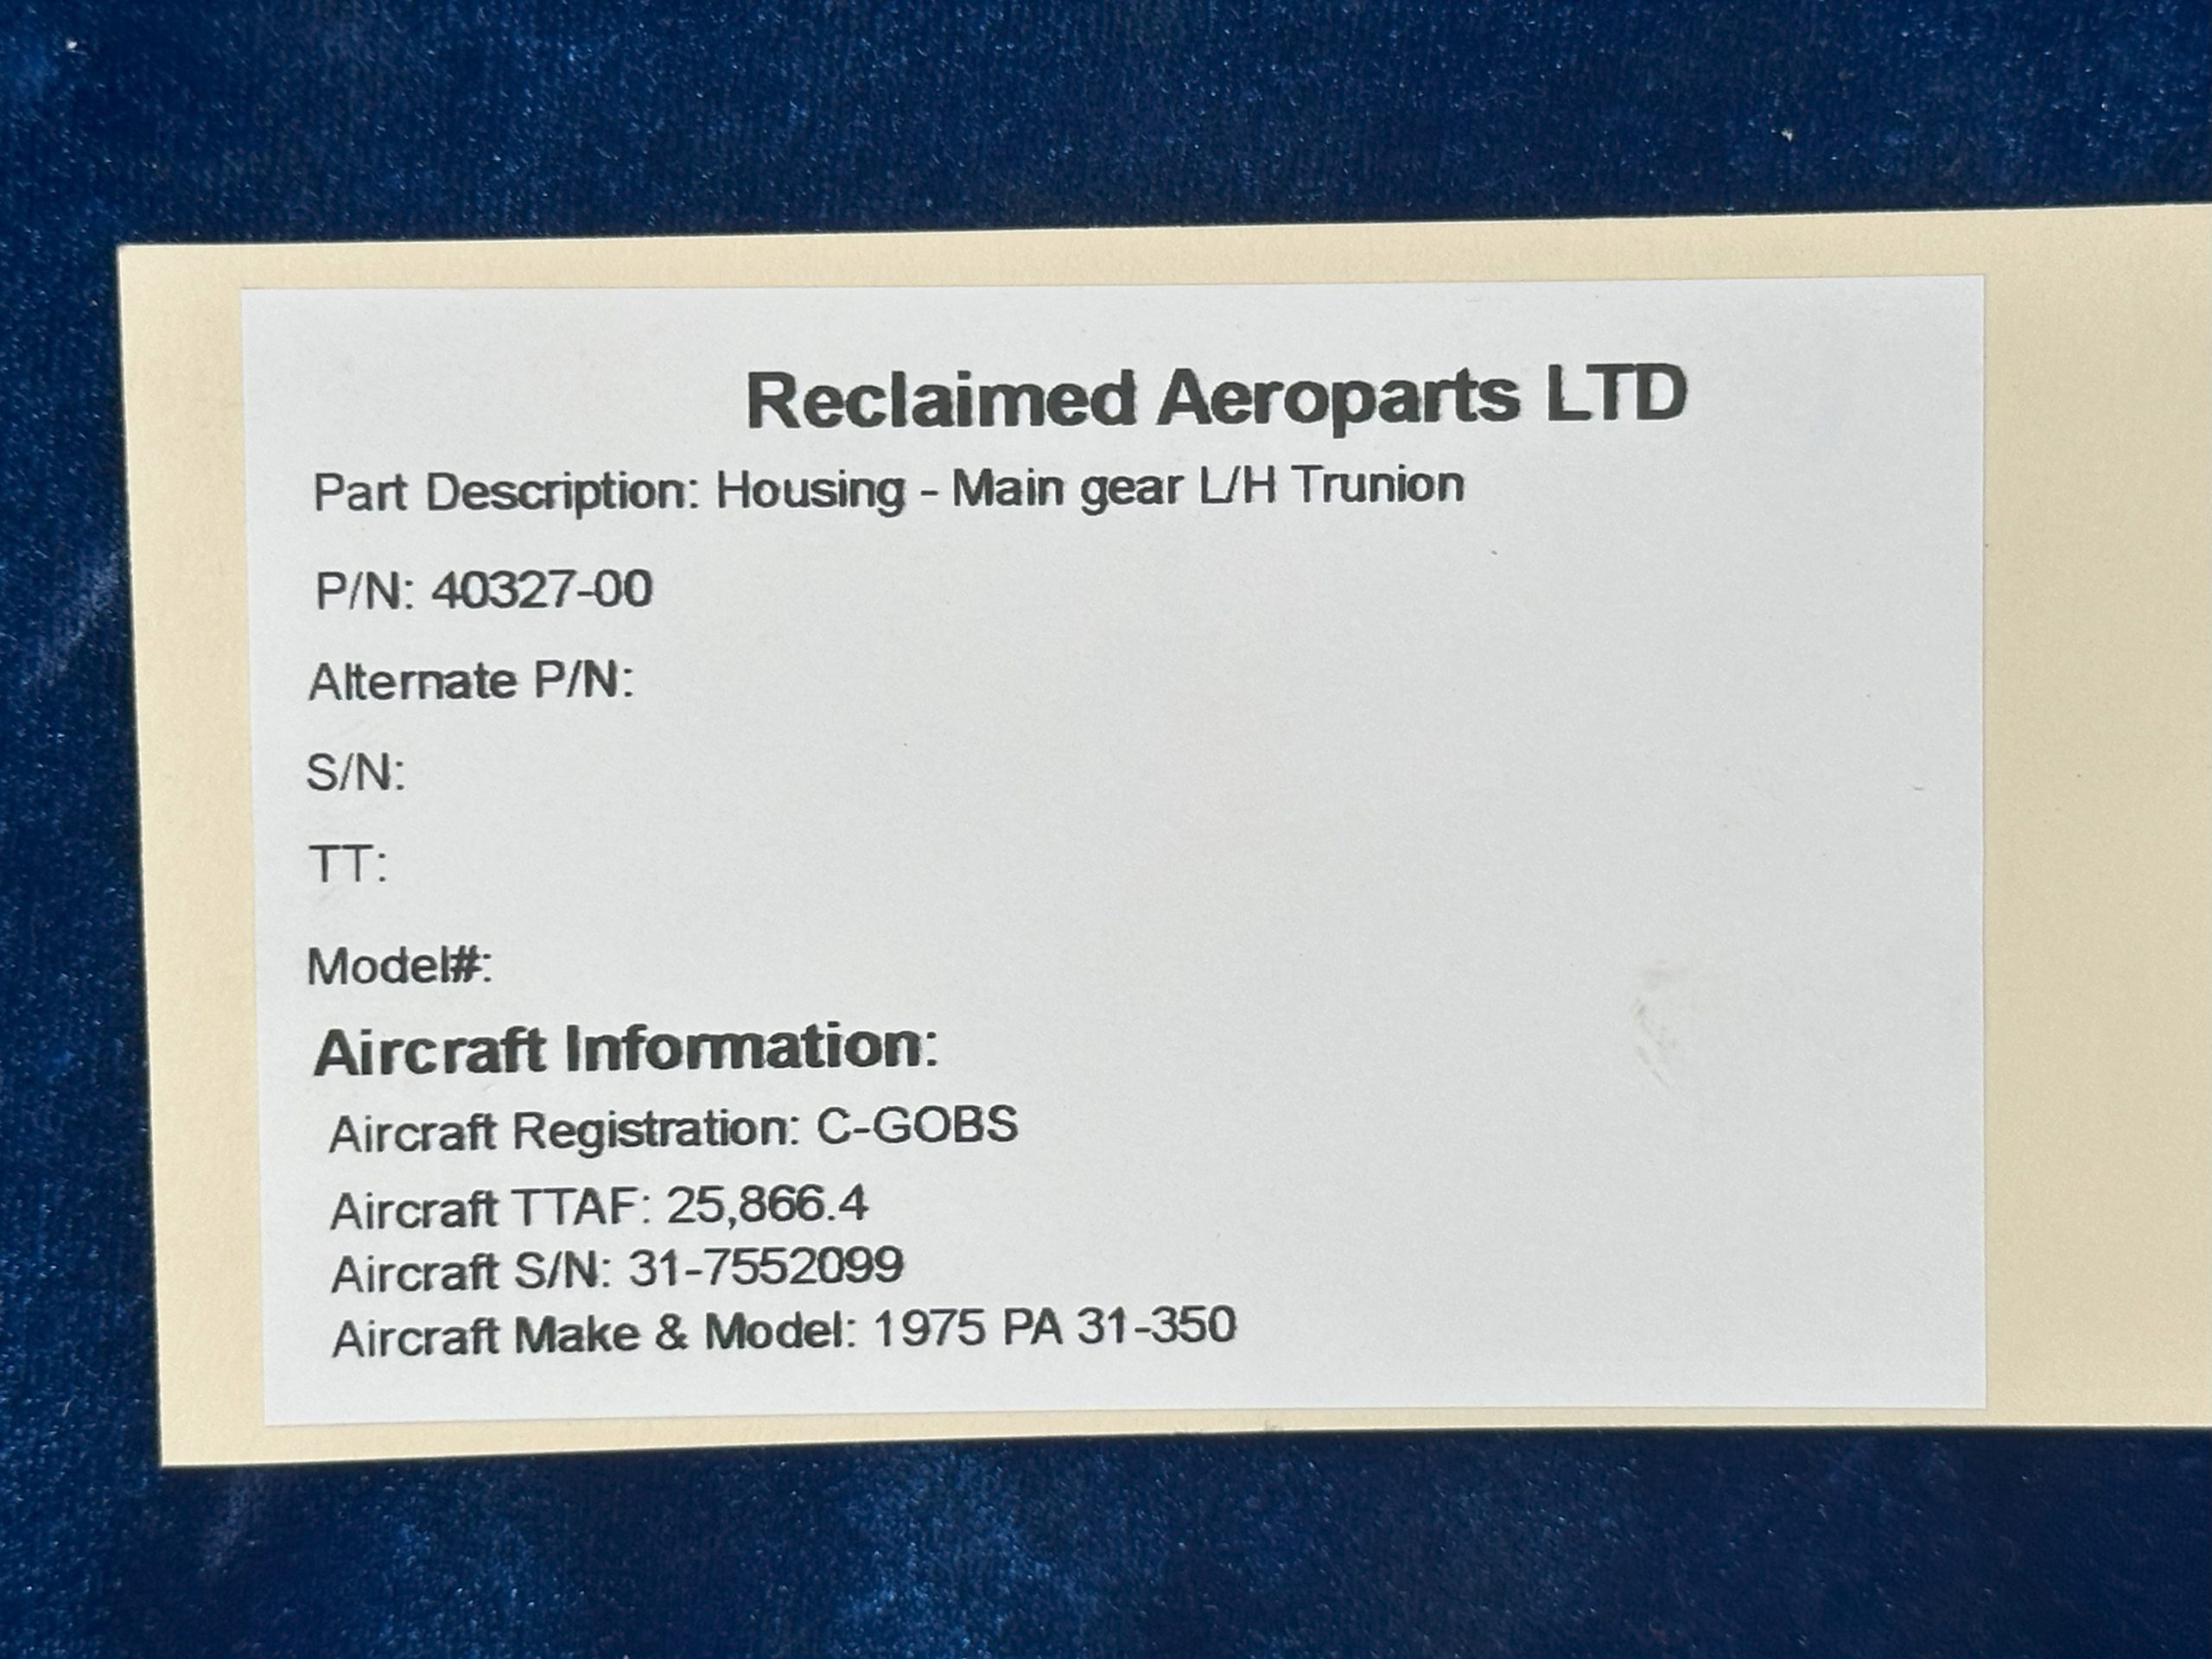 Reclaimed Aeroparts LTD
Part Description: Housing - Main gear L/H Trunion
P/N: 40327-00
Alternate P/N:
S/N:
TT:
Model#:
Aircraft Information:
Aircraft Registration: C-GOBS
Aircraft TTAF: 25,866.4
Aircraft S/N: 31-7552099
Aircraft Make & Model: 1975 PA 31-350